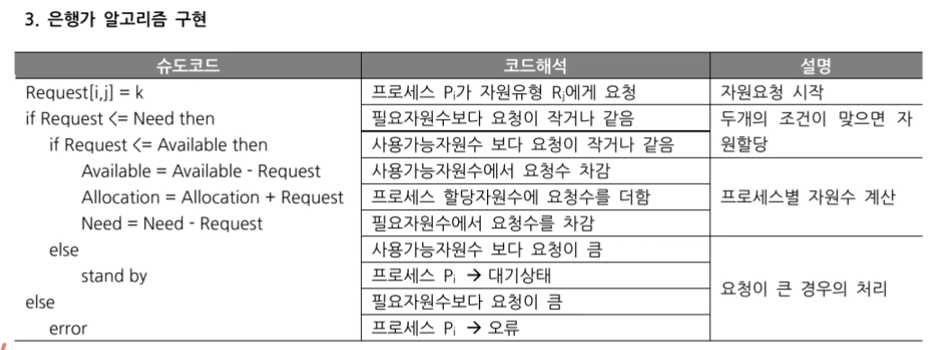 3. 은행가 알고리즘 구현
슈도코드 코드해석 설명
Request[i,j] = k 프로세스 Pᵢ가 자원유형 Rⱼ에게 요청 자원요청 시작
if Request <= Need then 필요자원수보다 요청이 작거나 같음 두개의 조건이 맞으면 자
if Request <= Available then 사용가능자원수 보다 요청이 작거나 같음 원할당
Available = Available - Request 사용가능자원수에서 요청수 차감
Allocation = Allocation + Request 프로세스 할당자원수에 요청수를 더함 프로세스별 자원수 계산
Need = Need - Request 필요자원수에서 요청수를 차감
else 사용가능자원수 보다 요청이 큼
stand by 프로세스 Pᵢ → 대기상태 요청이 큰 경우의 처리
else 필요자원수보다 요청이 큼
error 프로세스 Pᵢ → 오류